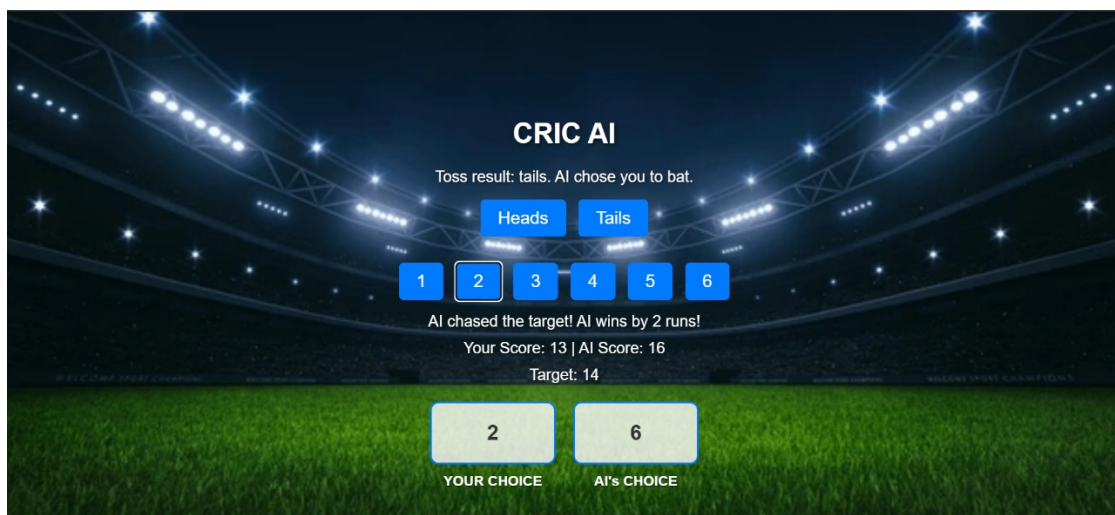 CRIC AI
Toss result: tails. AI chose you to bat.
Heads Tails
1 2 3 4 5 6
AI chased the target! AI wins by 2 runs!
Your Score: 13 | AI Score: 16
Target: 14
2 6
YOUR CHOICE AI's CHOICE